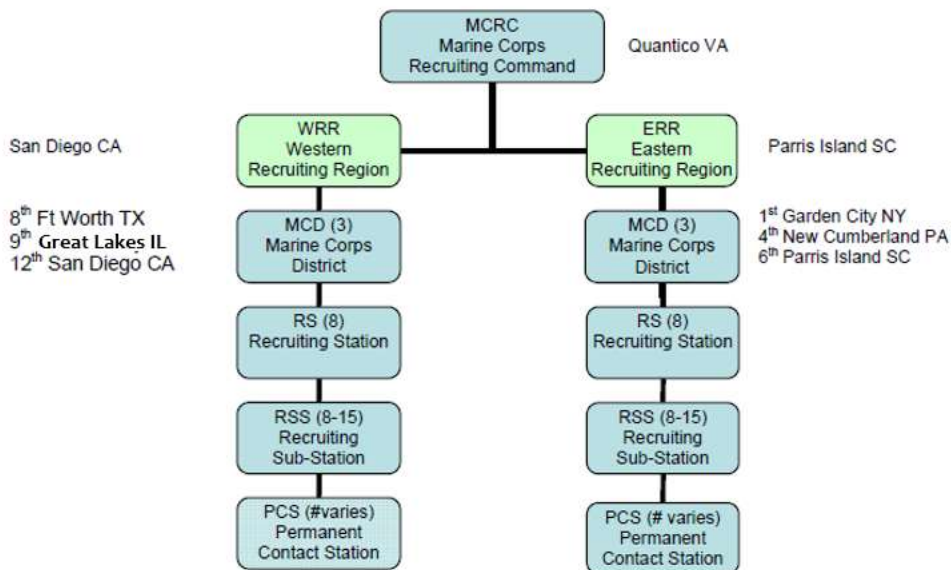 MCRC
Marine Corps
Recruiting Command
Quantico VA
San Diego CA
WRR
Western
Recruiting Region
ERR
Eastern
Recruiting Region
Parris Island SC
8th Ft Worth TX
9th Great Lakes IL
12th San Diego CA
MCD (3)
Marine Corps
District
MCD (3)
Marine Corps
District
1st Garden City NY
4th New Cumberland PA
6th Parris Island SC
RS (8)
Recruiting Station
RS (8)
Recruiting Station
RSS (8-15)
Recruiting
Sub-Station
RSS (8-15)
Recruiting
Sub-Station
PCS (#varies)
Permanent
Contact Station
PCS (# varies)
Permanent
Contact Station